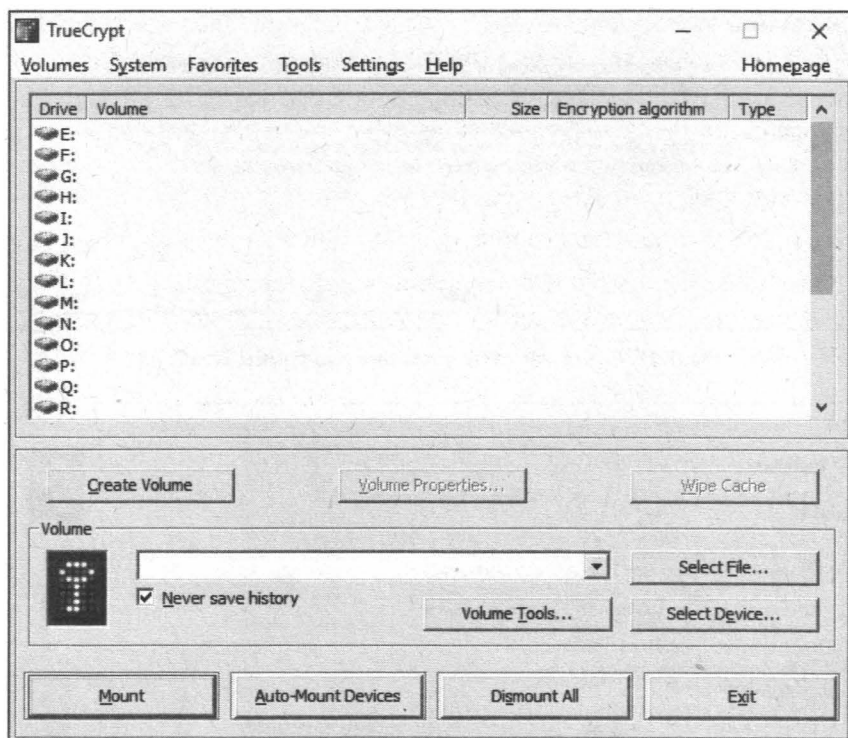 TrueCrypt
Volumes System Favorites Tools Settings Help Homepage
Drive Volume Size Encryption algorithm Type
E:
F:
G:
H:
I:
J:
K:
L:
M:
N:
O:
P:
Q:
R:
Create Volume Volume Properties... Wipe Cache
Volume
Select File...
Never save history
Volume Tools... Select Device...
Mount Auto-Mount Devices Dismount All Exit